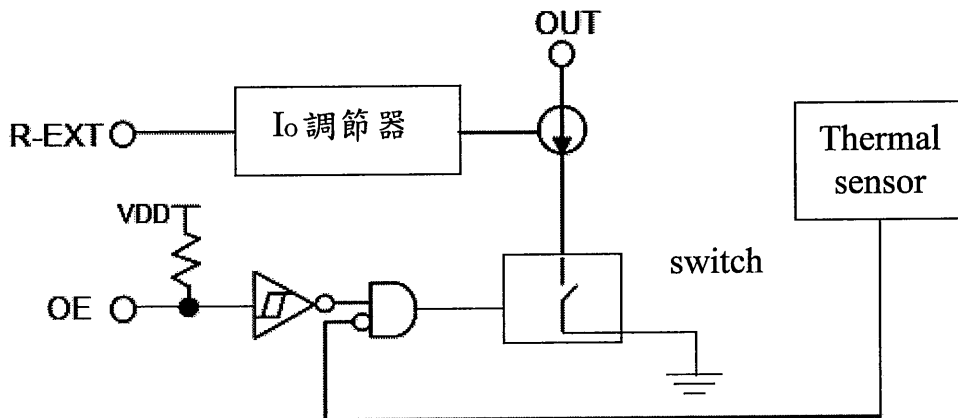 OUT
R-EXT
Io調節器
Thermal
sensor
VDD
switch
OE